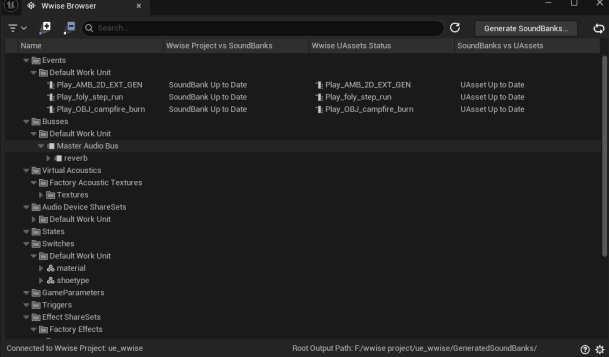 Wwise Browser
Search...
Generate SoundBanks...
Name Wwise Project vs SoundBanks Wwise UAssets Status SoundBanks vs UAssets
Events
Default Work Unit
Play_AMB_2D_EXT_GEN SoundBank Up to Date Play_AMB_2D_EXT_GEN UAsset Up to Date
Play_foly_step_run SoundBank Up to Date Play_foly_step_run UAsset Up to Date
Play_OBJ_campfire_burn SoundBank Up to Date Play_OBJ_campfire_burn UAsset Up to Date
Busses
Default Work Unit
Master Audio Bus
reverb
Virtual Acoustics
Factory Acoustic Textures
Textures
Audio Device ShareSets
Default Work Unit
States
Switches
Default Work Unit
material
shoetype
GameParameters
Triggers
Effect ShareSets
Factory Effects
Connected to Wwise Project: ue_wwise Root Output Path: F:/wwise project/ue_wwise/GeneratedSoundBanks/